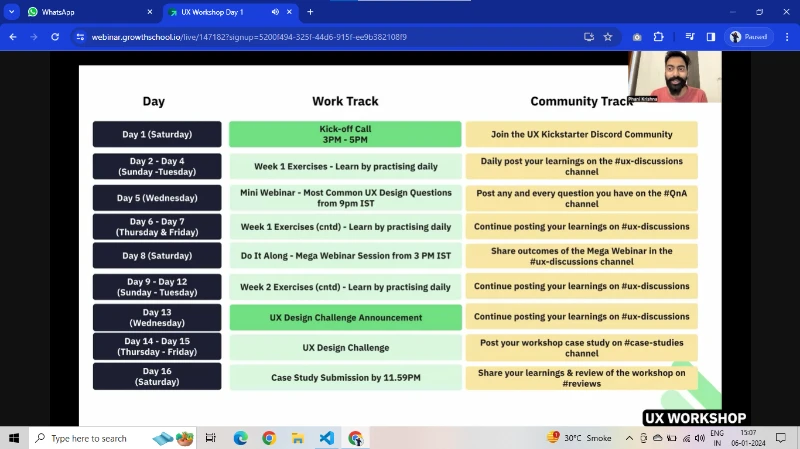 WhatsApp
UX Workshop Day 1
webinar.growthschool.io/live/147182?signup=5200f494-325f-44d6-915f-ee9b382108f9
Paused
Phani Krishna
Day Work Track Community Track
Day 1 (Saturday)
Kick-off Call
3PM - 5PM
Join the UX Kickstarter Discord Community
Day 2 - Day 4
(Sunday -Tuesday)
Week 1 Exercises - Learn by practising daily
Daily post your learnings on the #ux-discussions
channel
Day 5 (Wednesday)
Mini Webinar - Most Common UX Design Questions
from 9pm IST
Post any and every question you have on the #QnA
channel
Day 6 - Day 7
(Thursday & Friday)
Week 1 Exercises (cntd) - Learn by practising daily
Continue posting your learnings on #ux-discussions
Day 8 (Saturday)
Do It Along - Mega Webinar Session from 3 PM IST
Share outcomes of the Mega Webinar in the
#ux-discussions channel
Day 9 - Day 12
(Sunday - Tuesday)
Week 2 Exercises (cntd) - Learn by practising daily
Continue posting your learnings on #ux-discussions
Day 13
(Wednesday)
UX Design Challenge Announcement
Continue posting your learnings on #ux-discussions
Day 14 - Day 15
(Thursday - Friday)
UX Design Challenge
Post your workshop case study on #case-studies
channel
Day 16
(Saturday)
Case Study Submission by 11.59PM
Share your learnings & review of the workshop on
#reviews
UX WORKSHOP
Type here to search
30°C Smoke
ENG
IN
15:07
06-01-2024